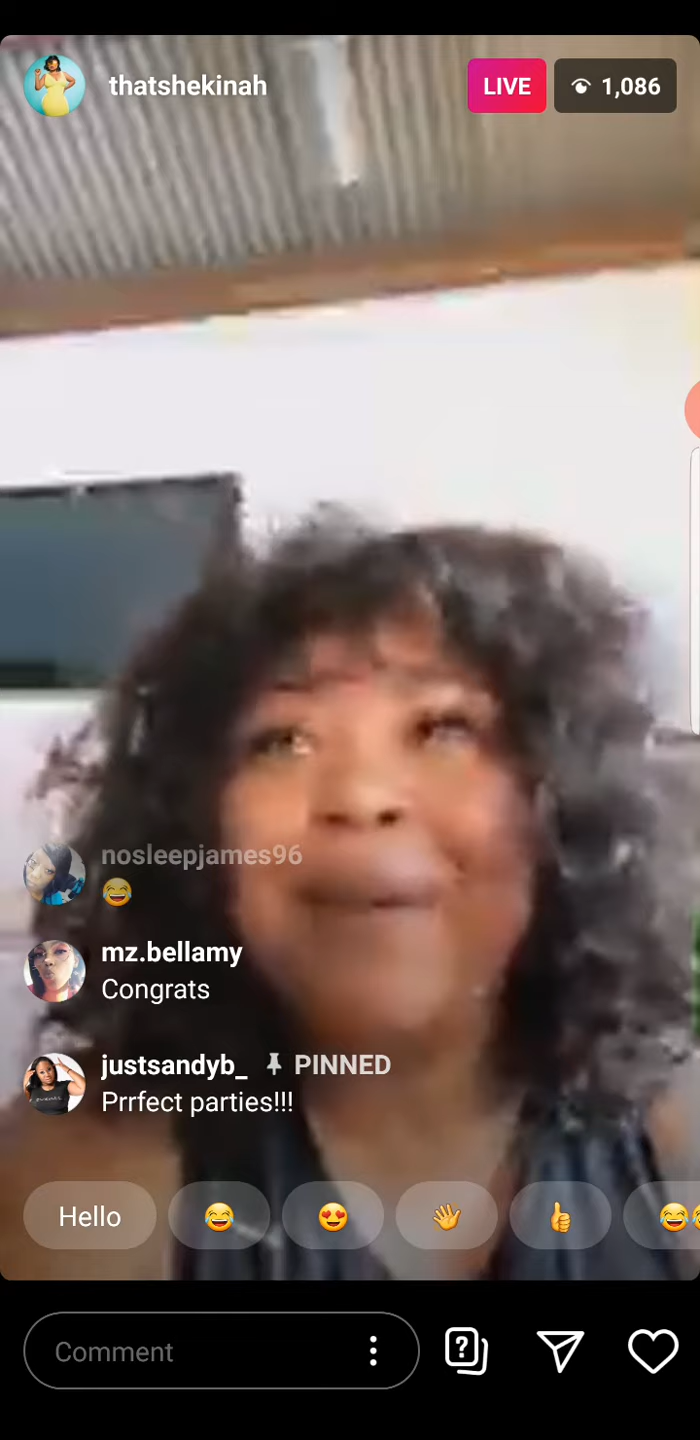 thatshekinah
LIVE
1,086
nosleepjames96
😂
mz.bellamy
Congrats
justsandyb_ PINNED
Prrfect parties!!!
Hello 😂 😍 👋 👍 😂
Comment